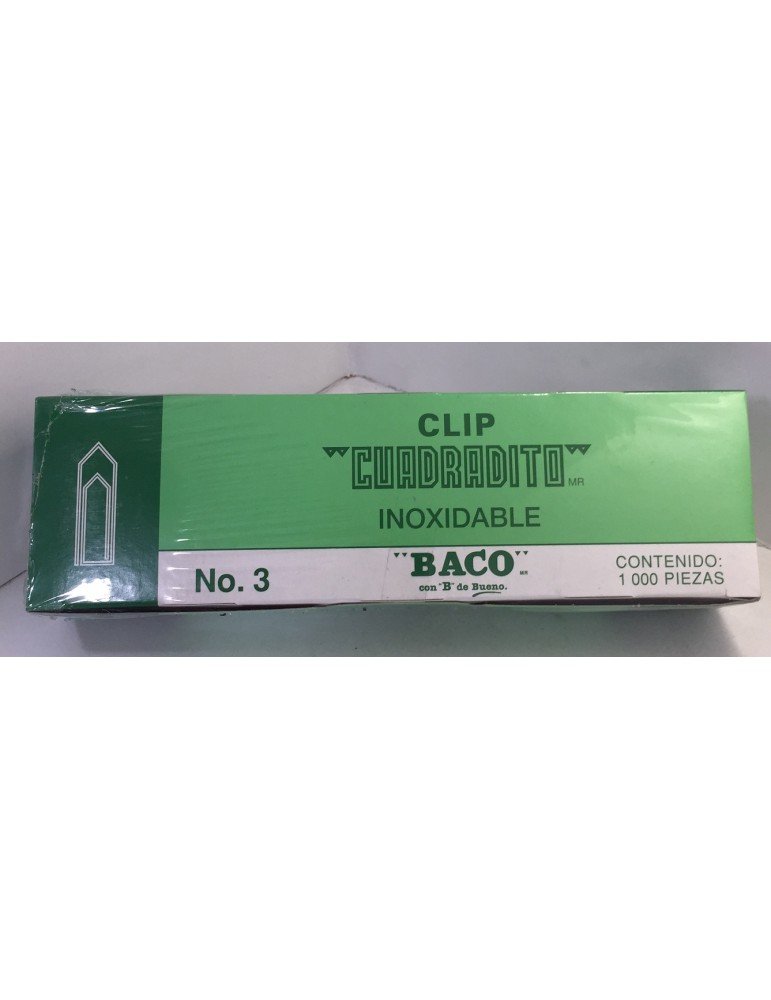 CLIP
"CUADRADITO" MR
INOXIDABLE
No. 3
"BACO" MR
con "B" de Bueno.
CONTENIDO:
1 000 PIEZAS